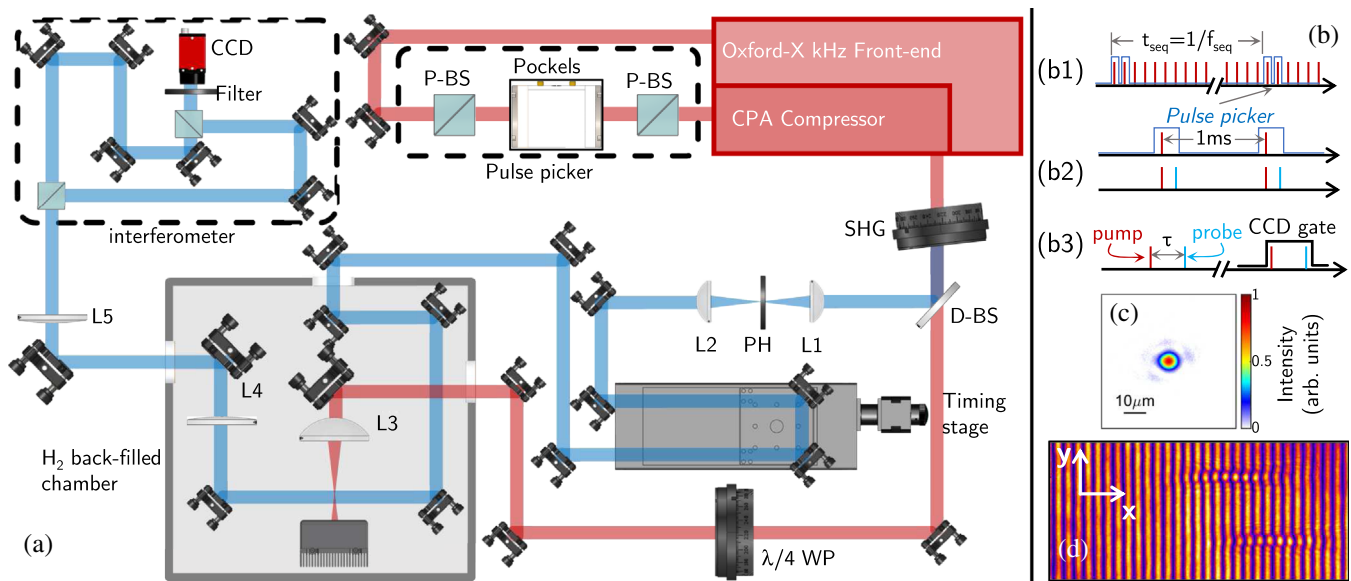 CCD
Filter
interferometer
P-BS
Pockels
P-BS
Pulse picker
Oxford-X kHz Front-end
CPA Compressor
SHG
D-BS
L2
PH
L1
L5
L4
L3
H₂ back-filled
chamber
Timing
stage
λ/4 WP
(a)
(b)
(b1)
t_seq=1/f_seq
Pulse picker
1ms
(b2)
(b3)
pump
τ
probe
CCD gate
(c)
10μm
1
0.5
0
Intensity
(arb. units)
y
x
(d)